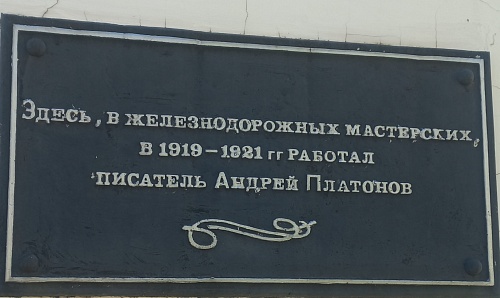 Здесь, в железнодорожных мастерских,
в 1919 – 1921 гг работал
писатель Андрей Платонов